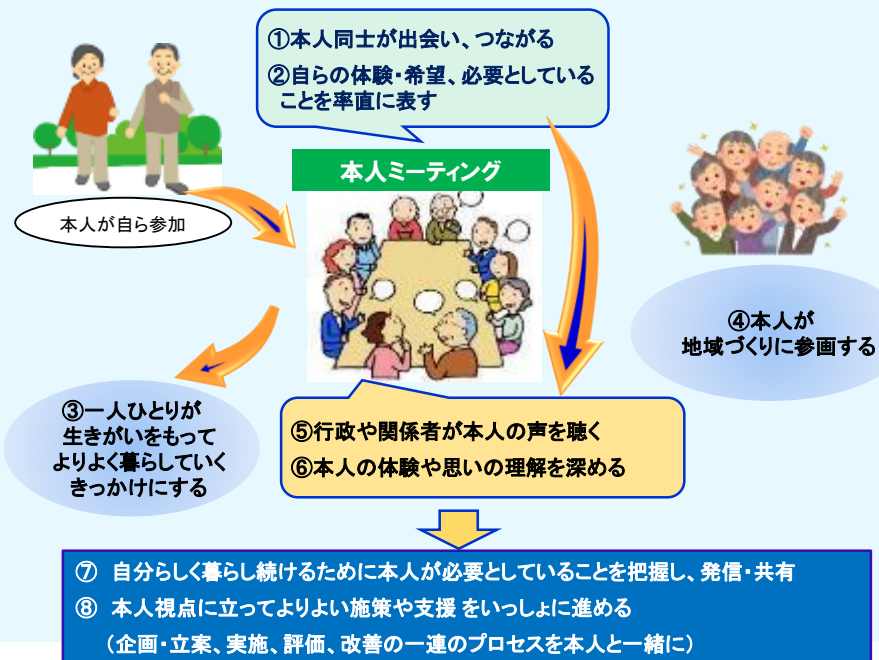 ①本人同士が出会い、つながる
②自らの体験・希望、必要としている
ことを率直に表す
本人ミーティング
本人が自ら参加
④本人が
地域づくりに参画する
③一人ひとりが
生きがいをもって
よりよく暮らしていく
きっかけにする
⑤行政や関係者が本人の声を聴く
⑥本人の体験や思いの理解を深める
⑦ 自分らしく暮らし続けるために本人が必要としていることを把握し、発信・共有
⑧ 本人視点に立ってよりよい施策や支援 をいっしょに進める
（企画・立案、実施、評価、改善の一連のプロセスを本人と一緒に）